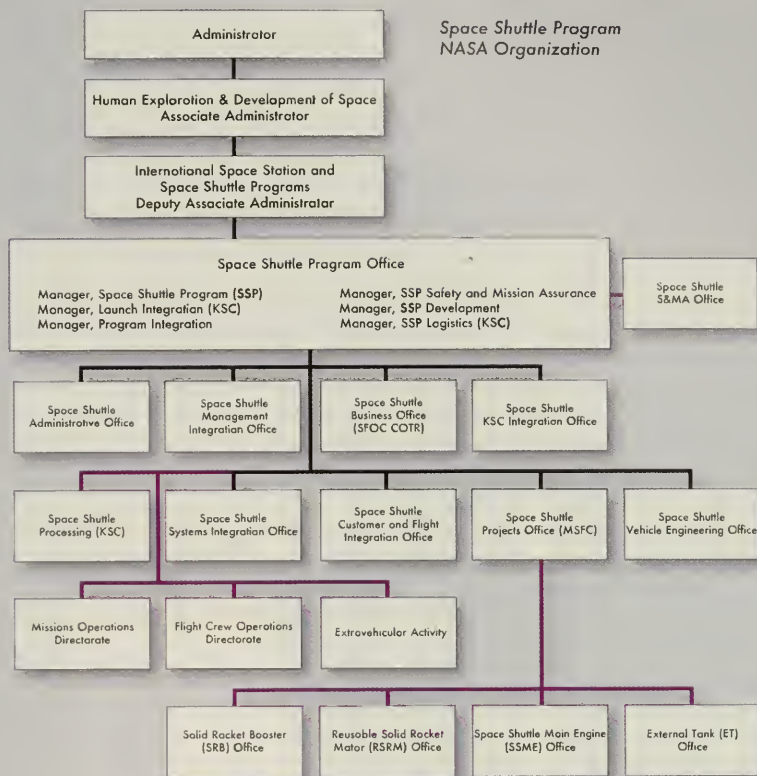 Space Shuttle Program
NASA Organization
Administrator
Human Exploration & Development of Space
Associate Administrator
International Space Station and
Space Shuttle Programs
Deputy Associate Administrator
Space Shuttle Program Office
Manager, Space Shuttle Program (SSP)
Manager, Launch Integration (KSC)
Manager, Program Integration
Manager, SSP Safety and Mission Assurance
Manager, SSP Development
Manager, SSP Logistics (KSC)
Space Shuttle
S&MA Office
Space Shuttle
Administrative Office
Space Shuttle
Management
Integration Office
Space Shuttle
Business Office
(SFOC COTR)
Space Shuttle
KSC Integration Office
Space Shuttle
Processing (KSC)
Space Shuttle
Systems Integration Office
Space Shuttle
Customer and Flight
Integration Office
Space Shuttle
Projects Office (MSFC)
Space Shuttle
Vehicle Engineering Office
Missions Operations
Directorate
Flight Crew Operations
Directorate
Extravehicular Activity
Solid Rocket Booster
(SRB) Office
Reusable Solid Rocket
Motor (RSRM) Office
Space Shuttle Main Engine
(SSME) Office
External Tank (ET)
Office